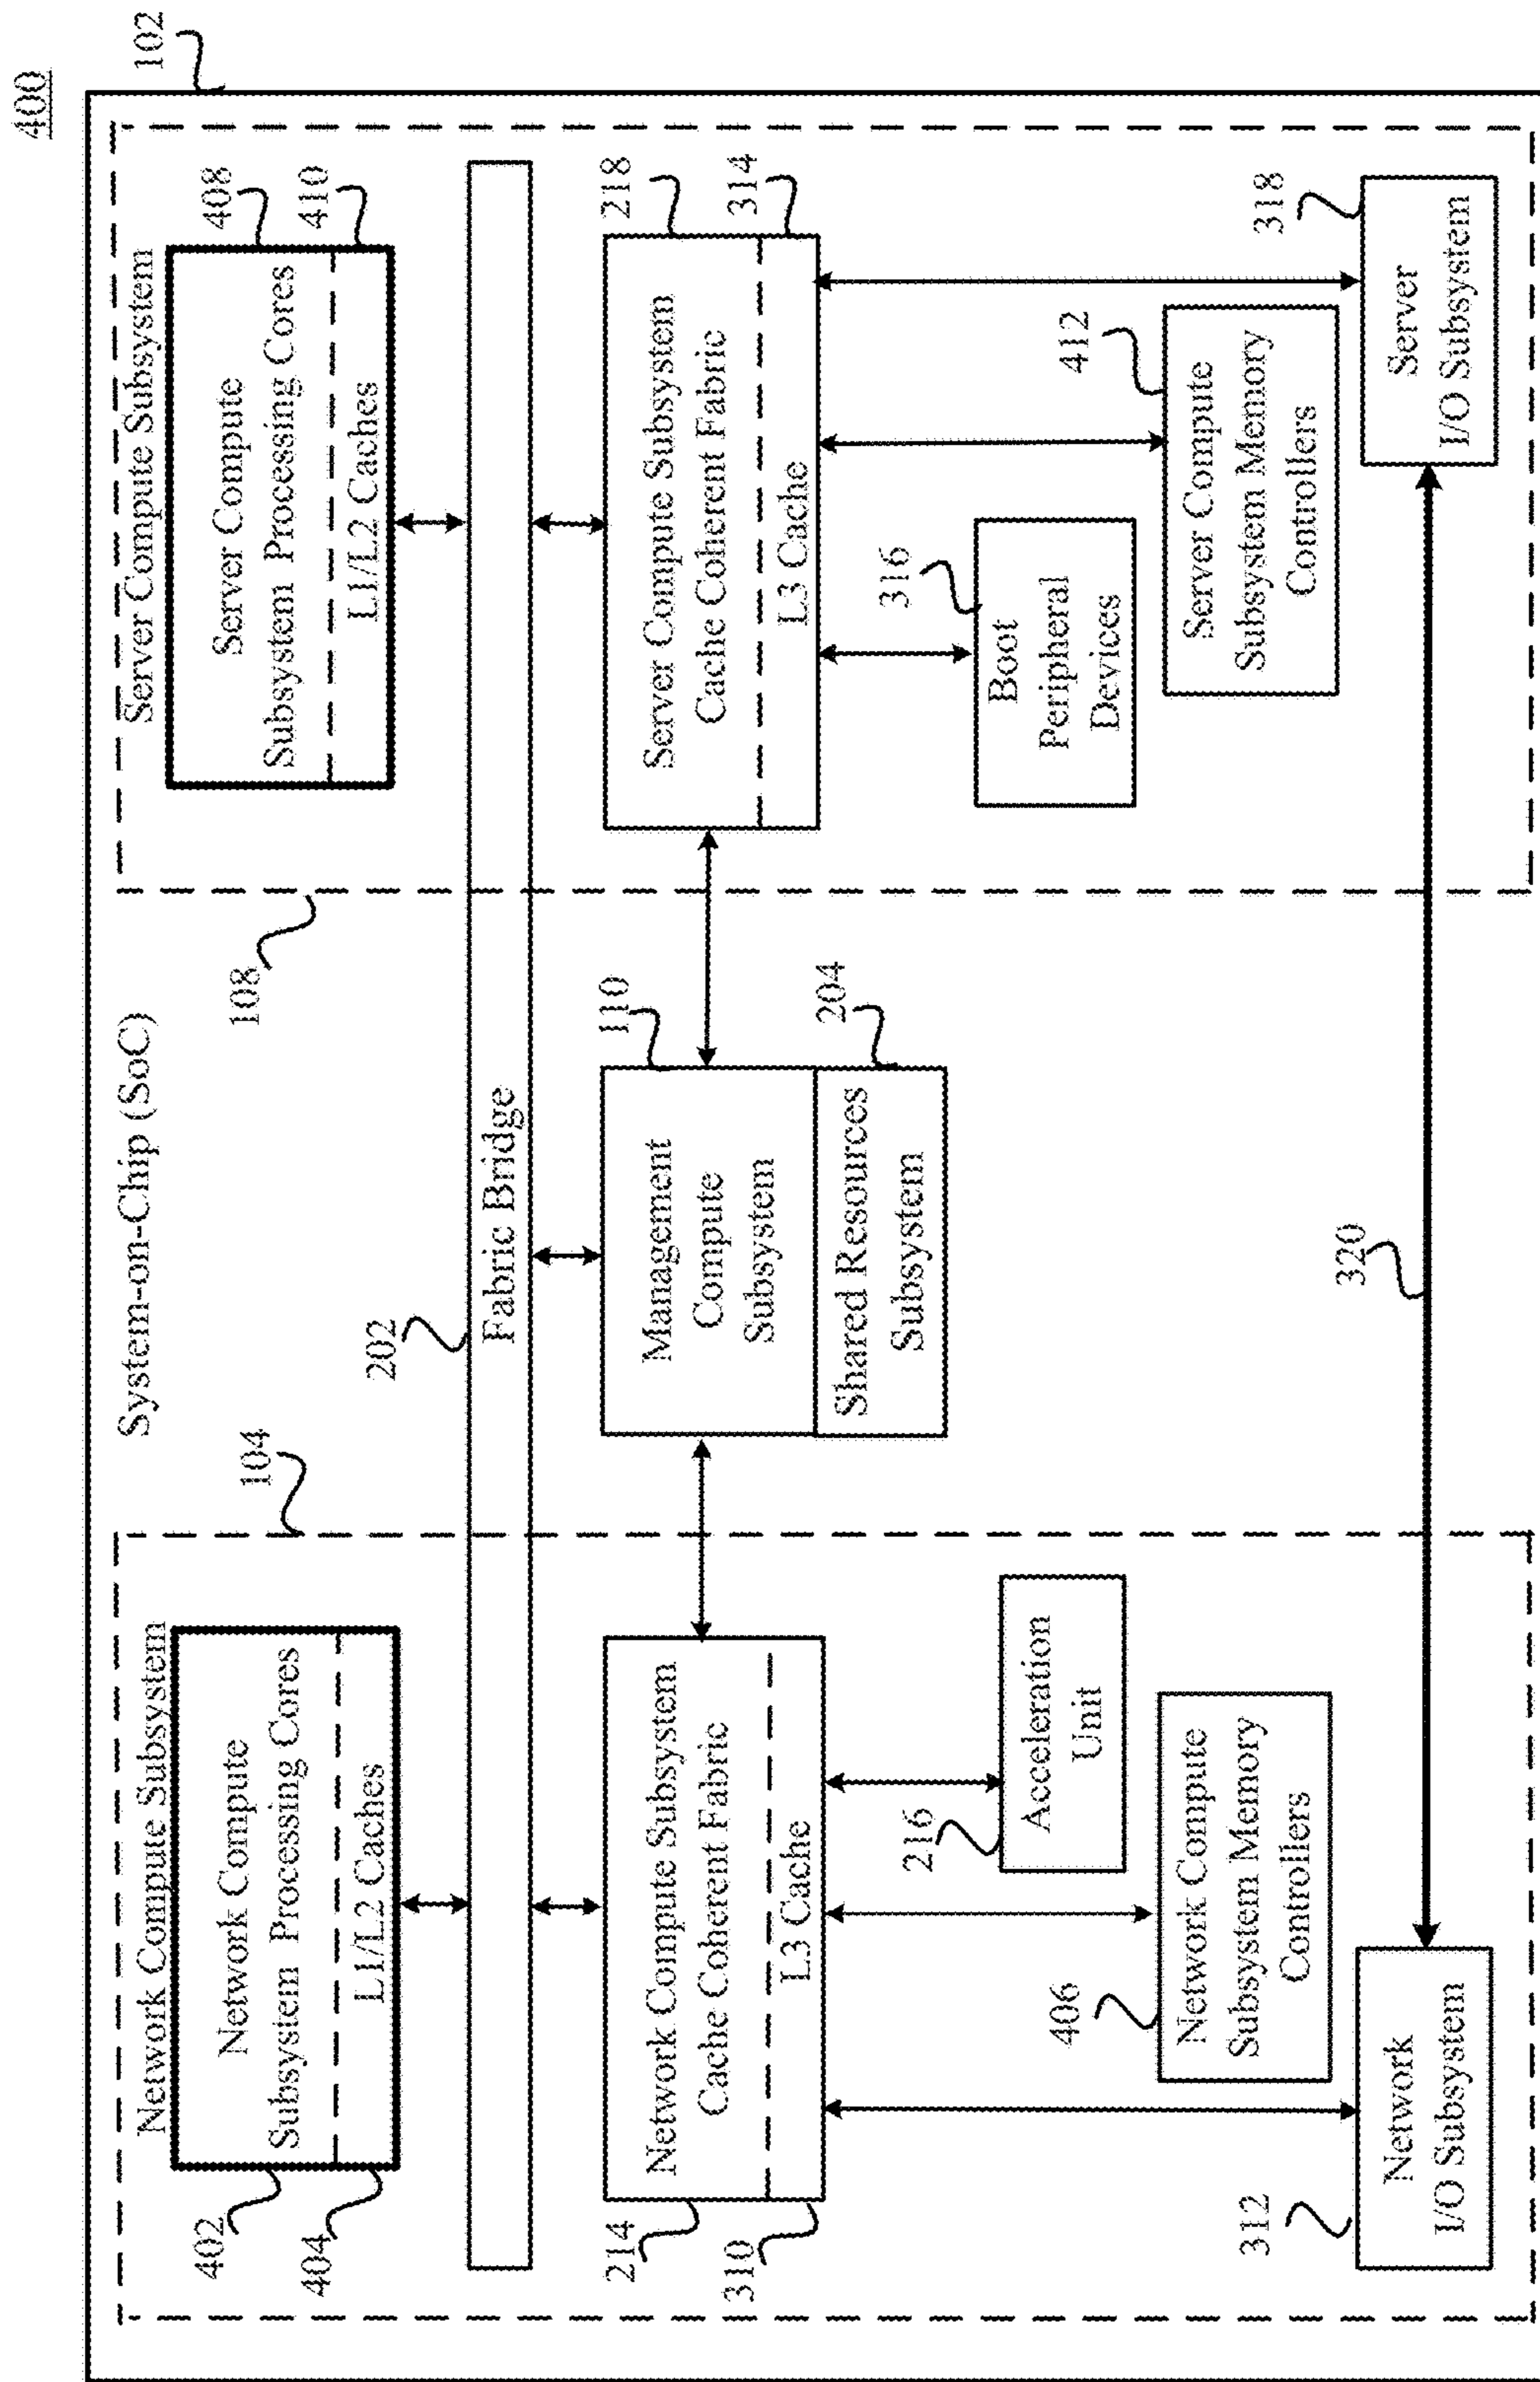 400
102
System-on-Chip (SoC)
104
Network Compute Subsystem
Network Compute
Subsystem Processing Cores
L1/L2 Caches
402
404
108
Server Compute Subsystem
Server Compute
Subsystem Processing Cores
L1/L2 Caches
408
410
202
Fabric Bridge
Network Compute Subsystem
Cache Coherent Fabric
L3 Cache
214
310
Management
Compute
Subsystem
110
Shared Resources
Subsystem
204
Server Compute Subsystem
Cache Coherent Fabric
L3 Cache
218
314
216
Acceleration
Unit
406
Network Compute
Subsystem Memory
Controllers
312
Network
I/O Subsystem
316
Boot
Peripheral
Devices
412
Server Compute
Subsystem Memory
Controllers
318
Server
I/O Subsystem
320